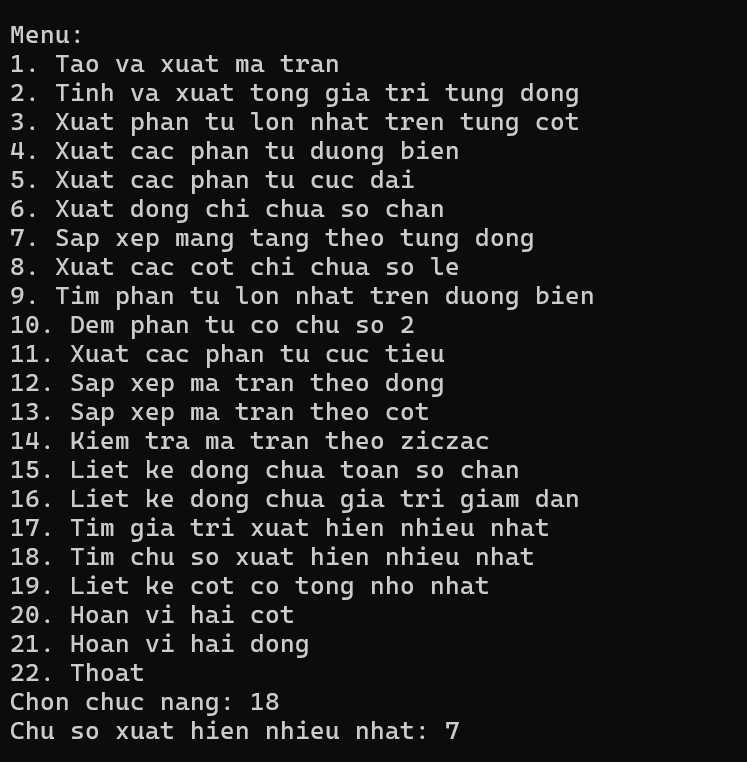 Menu:
1. Tao va xuat ma tran
2. Tinh va xuat tong gia tri tung dong
3. Xuat phan tu lon nhat tren tung cot
4. Xuat cac phan tu duong bien
5. Xuat cac phan tu cuc dai
6. Xuat dong chi chua so chan
7. Sap xep mang tang theo tung dong
8. Xuat cac cot chi chua so le
9. Tim phan tu lon nhat tren duong bien
10. Dem phan tu co chu so 2
11. Xuat cac phan tu cuc tieu
12. Sap xep ma tran theo dong
13. Sap xep ma tran theo cot
14. Kiem tra ma tran theo ziczac
15. Liet ke dong chua toan so chan
16. Liet ke dong chua gia tri giam dan
17. Tim gia tri xuat hien nhieu nhat
18. Tim chu so xuat hien nhieu nhat
19. Liet ke cot co tong nho nhat
20. Hoan vi hai cot
21. Hoan vi hai dong
22. Thoat
Chon chuc nang: 18
Chu so xuat hien nhieu nhat: 7